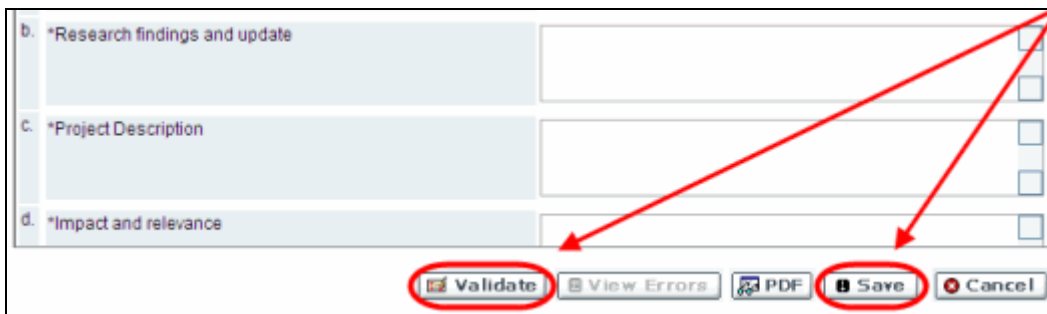 b. *Research findings and update
c. *Project Description
d. *Impact and relevance
Validate View Errors PDF Save Cancel